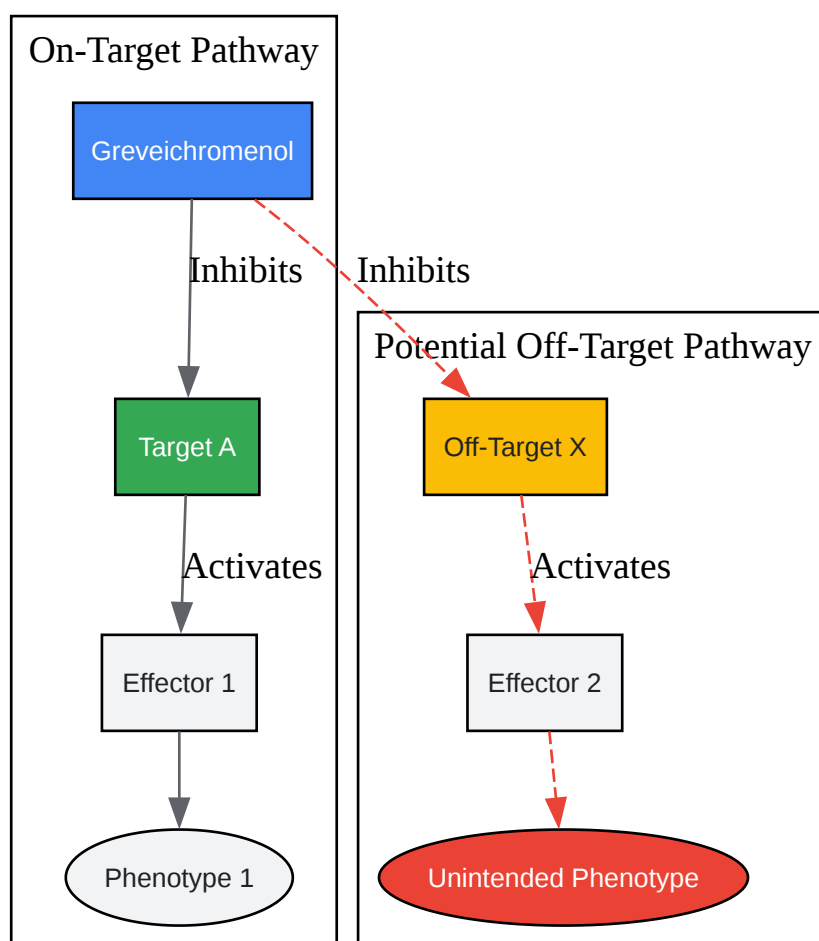 On-Target Pathway
Greveichromenol
Inhibits
Inhibits
Potential Off-Target Pathway
Target A
Off-Target X
Activates
Activates
Effector 1
Effector 2
Phenotype 1
Unintended Phenotype